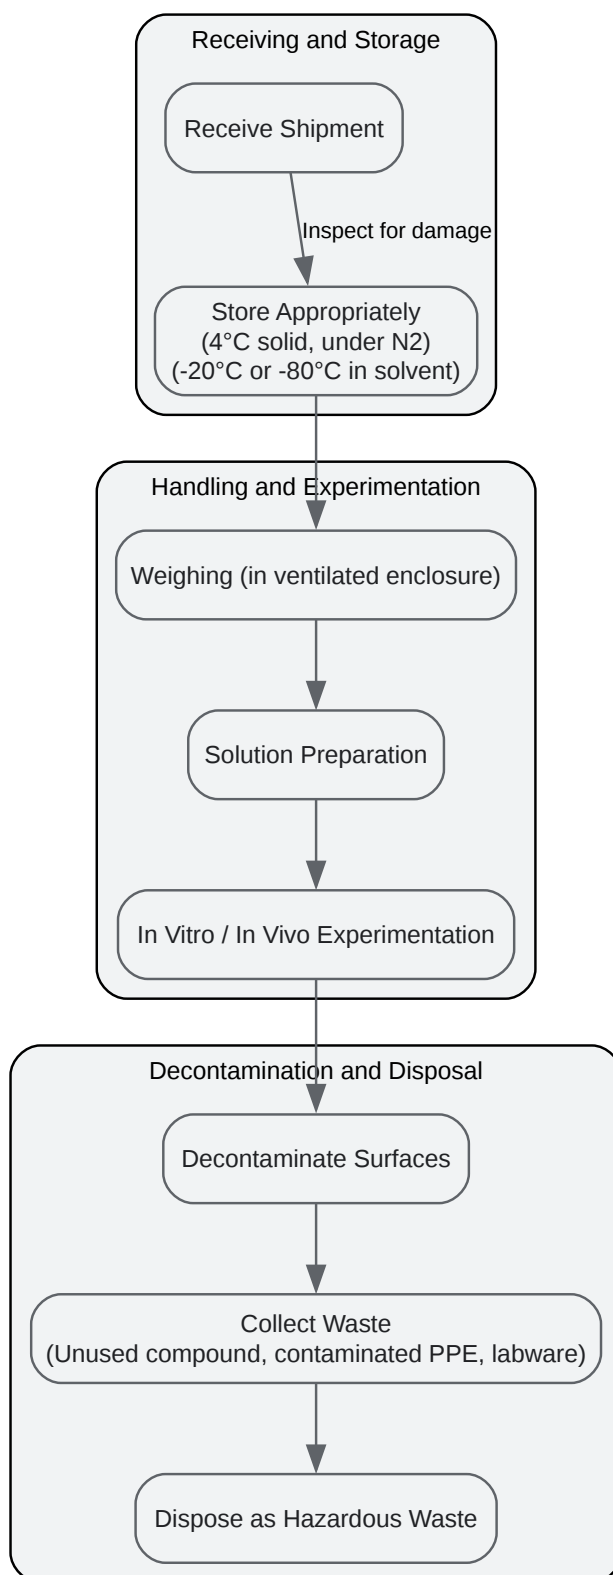 Receiving and Storage
Receive Shipment
Inspect for damage
Store Appropriately
(4°C solid, under N2)
(-20°C or -80°C in solvent)
Handling and Experimentation
Weighing (in ventilated enclosure)
Solution Preparation
In Vitro / In Vivo Experimentation
Decontamination and Disposal
Decontaminate Surfaces
Collect Waste
(Unused compound, contaminated PPE, labware)
Dispose as Hazardous Waste